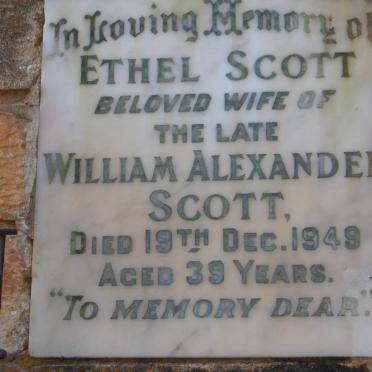 In Loving Memory of
ETHEL SCOTT
BELOVED WIFE OF
THE LATE
WILLIAM ALEXANDER
SCOTT,
DIED 19TH DEC. 1949
AGED 39 YEARS.
"TO MEMORY DEAR."